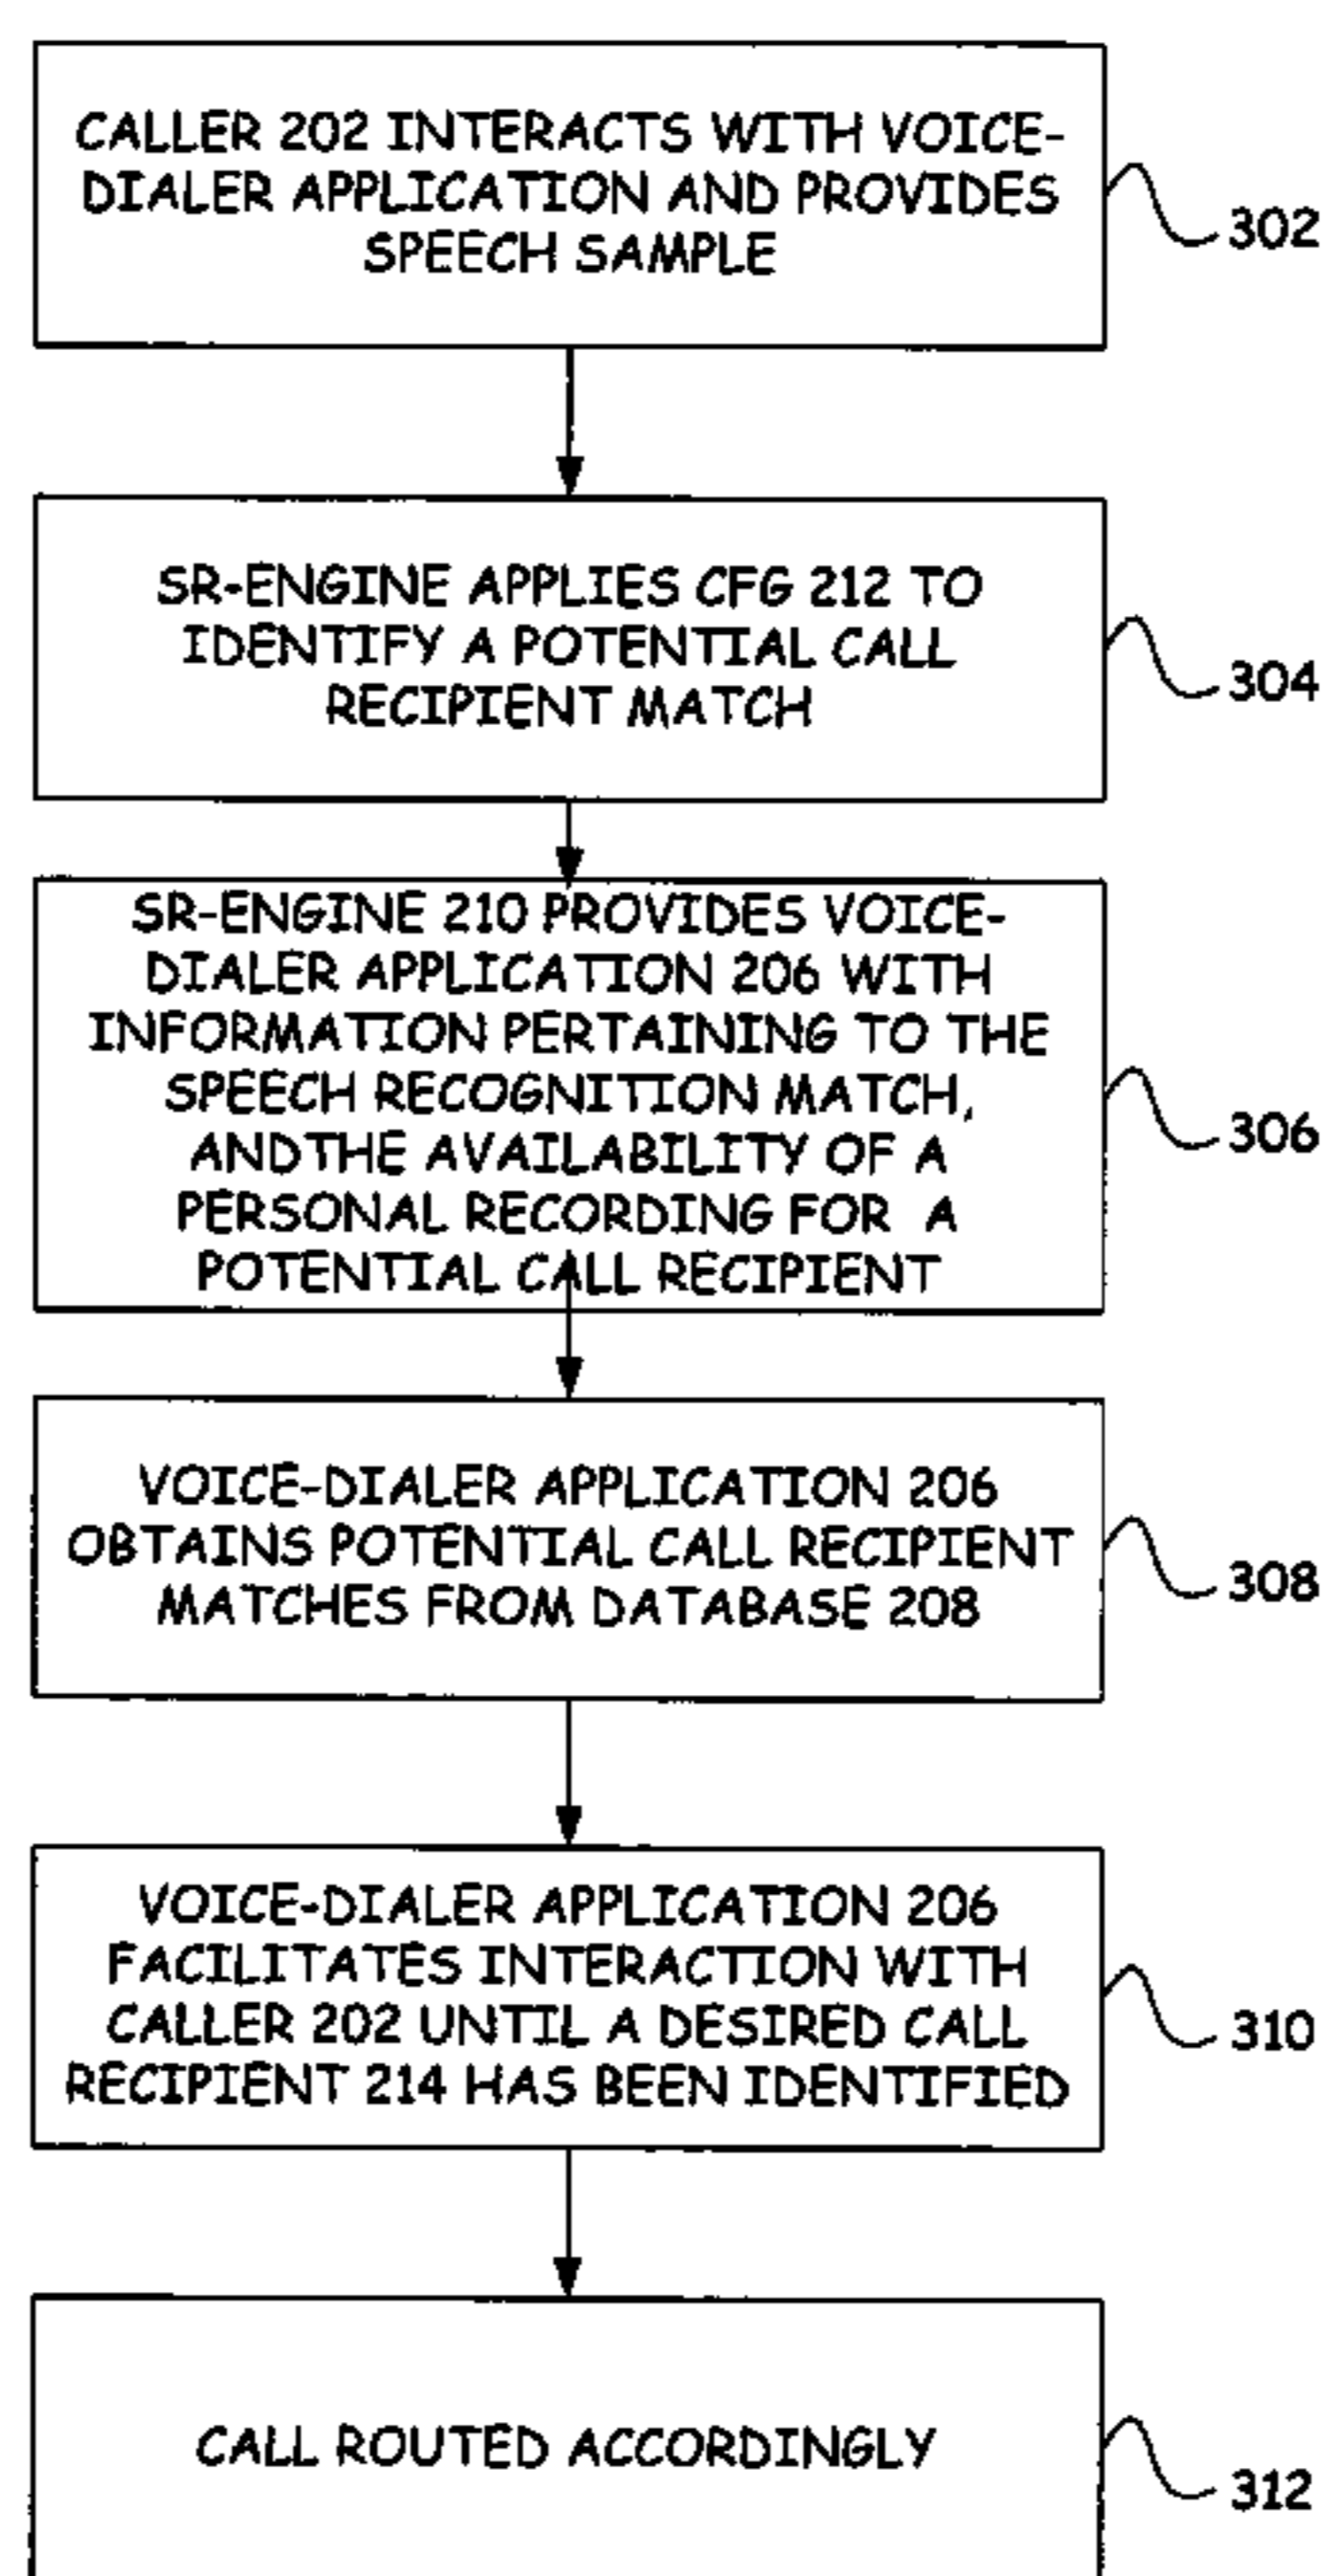 CALLER 202 INTERACTS WITH VOICE-
DIALER APPLICATION AND PROVIDES
SPEECH SAMPLE
302
SR-ENGINE APPLIES CFG 212 TO
IDENTIFY A POTENTIAL CALL
RECIPIENT MATCH
304
SR-ENGINE 210 PROVIDES VOICE-
DIALER APPLICATION 206 WITH
INFORMATION PERTAINING TO THE
SPEECH RECOGNITION MATCH,
ANDTHE AVAILABILITY OF A
PERSONAL RECORDING FOR A
POTENTIAL CALL RECIPIENT
306
VOICE-DIALER APPLICATION 206
OBTAINS POTENTIAL CALL RECIPIENT
MATCHES FROM DATABASE 208
308
VOICE-DIALER APPLICATION 206
FACILITATES INTERACTION WITH
CALLER 202 UNTIL A DESIRED CALL
RECIPIENT 214 HAS BEEN IDENTIFIED
310
CALL ROUTED ACCORDINGLY
312